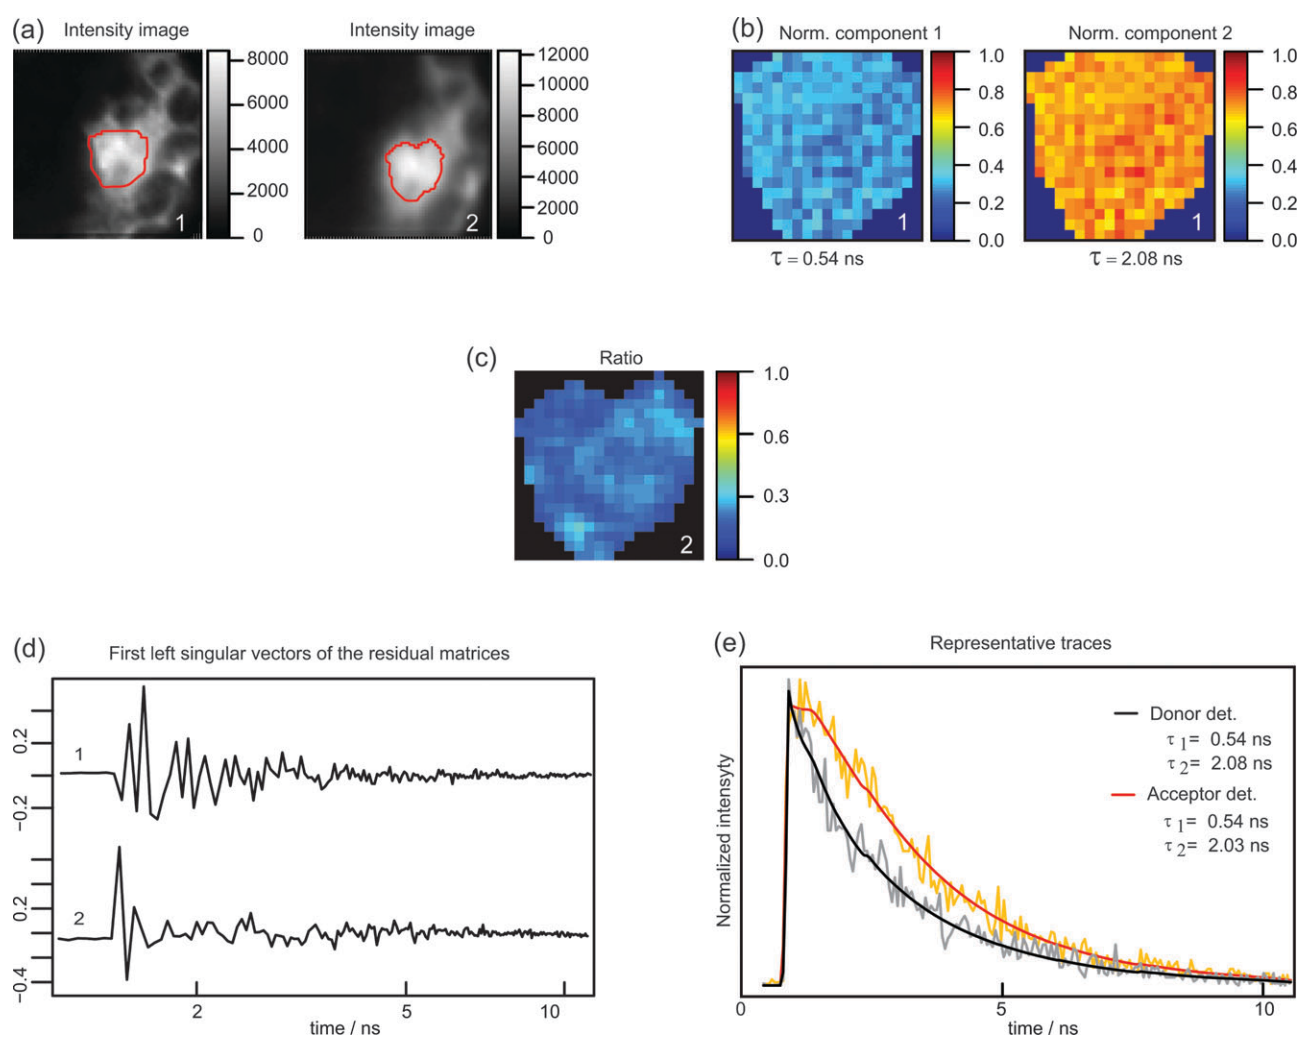 (a)
Intensity image
8000
6000
4000
2000
0
1
Intensity image
12000
10000
8000
6000
4000
2000
0
2
(b)
Norm. component 1
1.0
0.8
0.6
0.4
0.2
0.0
1
τ = 0.54 ns
Norm. component 2
1.0
0.8
0.6
0.4
0.2
0.0
1
τ = 2.08 ns
(c)
Ratio
1.0
0.6
0.3
0.0
2
(d)
First left singular vectors of the residual matrices
0.2
-0.2
1
0.2
-0.4
2
2 5 10
time / ns
(e)
Representative traces
Normalized intensyty
Donor det.
τ1= 0.54 ns
τ2= 2.08 ns
Acceptor det.
τ1= 0.54 ns
τ2= 2.03 ns
0 5 10
time / ns